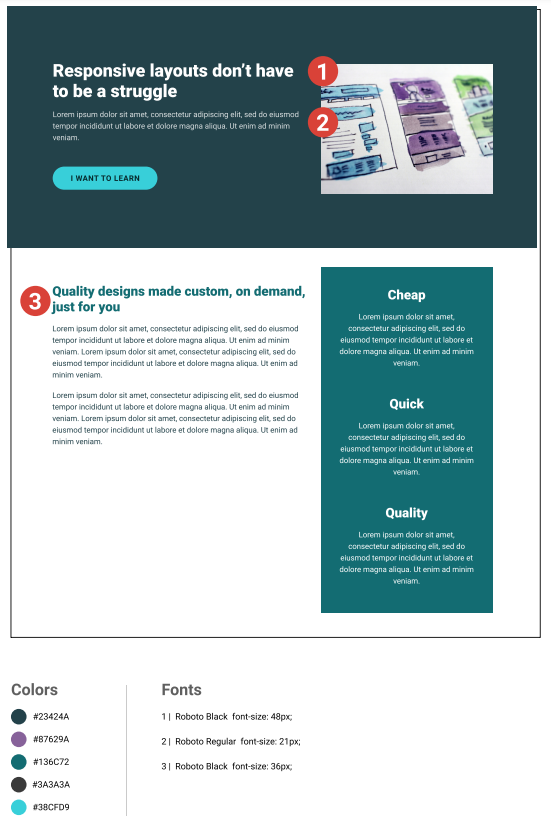 Responsive layouts don’t have
to be a struggle
1
Lorem ipsum dolor sit amet, consectetur adipiscing elit, sed do eiusmod
tempor incididunt ut labore et dolore magna aliqua. Ut enim ad minim
veniam.
2
I WANT TO LEARN
3
Quality designs made custom, on demand,
just for you
Lorem ipsum dolor sit amet, consectetur adipiscing elit, sed do eiusmod
tempor incididunt ut labore et dolore magna aliqua. Ut enim ad minim
veniam. Lorem ipsum dolor sit amet, consectetur adipiscing elit, sed do
eiusmod tempor incididunt ut labore et dolore magna aliqua. Ut enim ad
minim veniam.
Lorem ipsum dolor sit amet, consectetur adipiscing elit, sed do eiusmod
tempor incididunt ut labore et dolore magna aliqua. Ut enim ad minim
veniam. Lorem ipsum dolor sit amet, consectetur adipiscing elit, sed do
eiusmod tempor incididunt ut labore et dolore magna aliqua. Ut enim ad
minim veniam.
Cheap
Lorem ipsum dolor sit amet,
consectetur adipiscing elit, sed do
eiusmod tempor incididunt ut labore et
dolore magna aliqua. Ut enim ad minim
veniam.
Quick
Lorem ipsum dolor sit amet,
consectetur adipiscing elit, sed do
eiusmod tempor incididunt ut labore et
dolore magna aliqua. Ut enim ad minim
veniam.
Quality
Lorem ipsum dolor sit amet,
consectetur adipiscing elit, sed do
eiusmod tempor incididunt ut labore et
dolore magna aliqua. Ut enim ad minim
veniam.
Colors
#23424A
#87629A
#136C72
#3A3A3A
#38CFD9
Fonts
1 | Roboto Black font-size: 48px;
2 | Roboto Regular font-size: 21px;
3 | Roboto Black font-size: 36px;